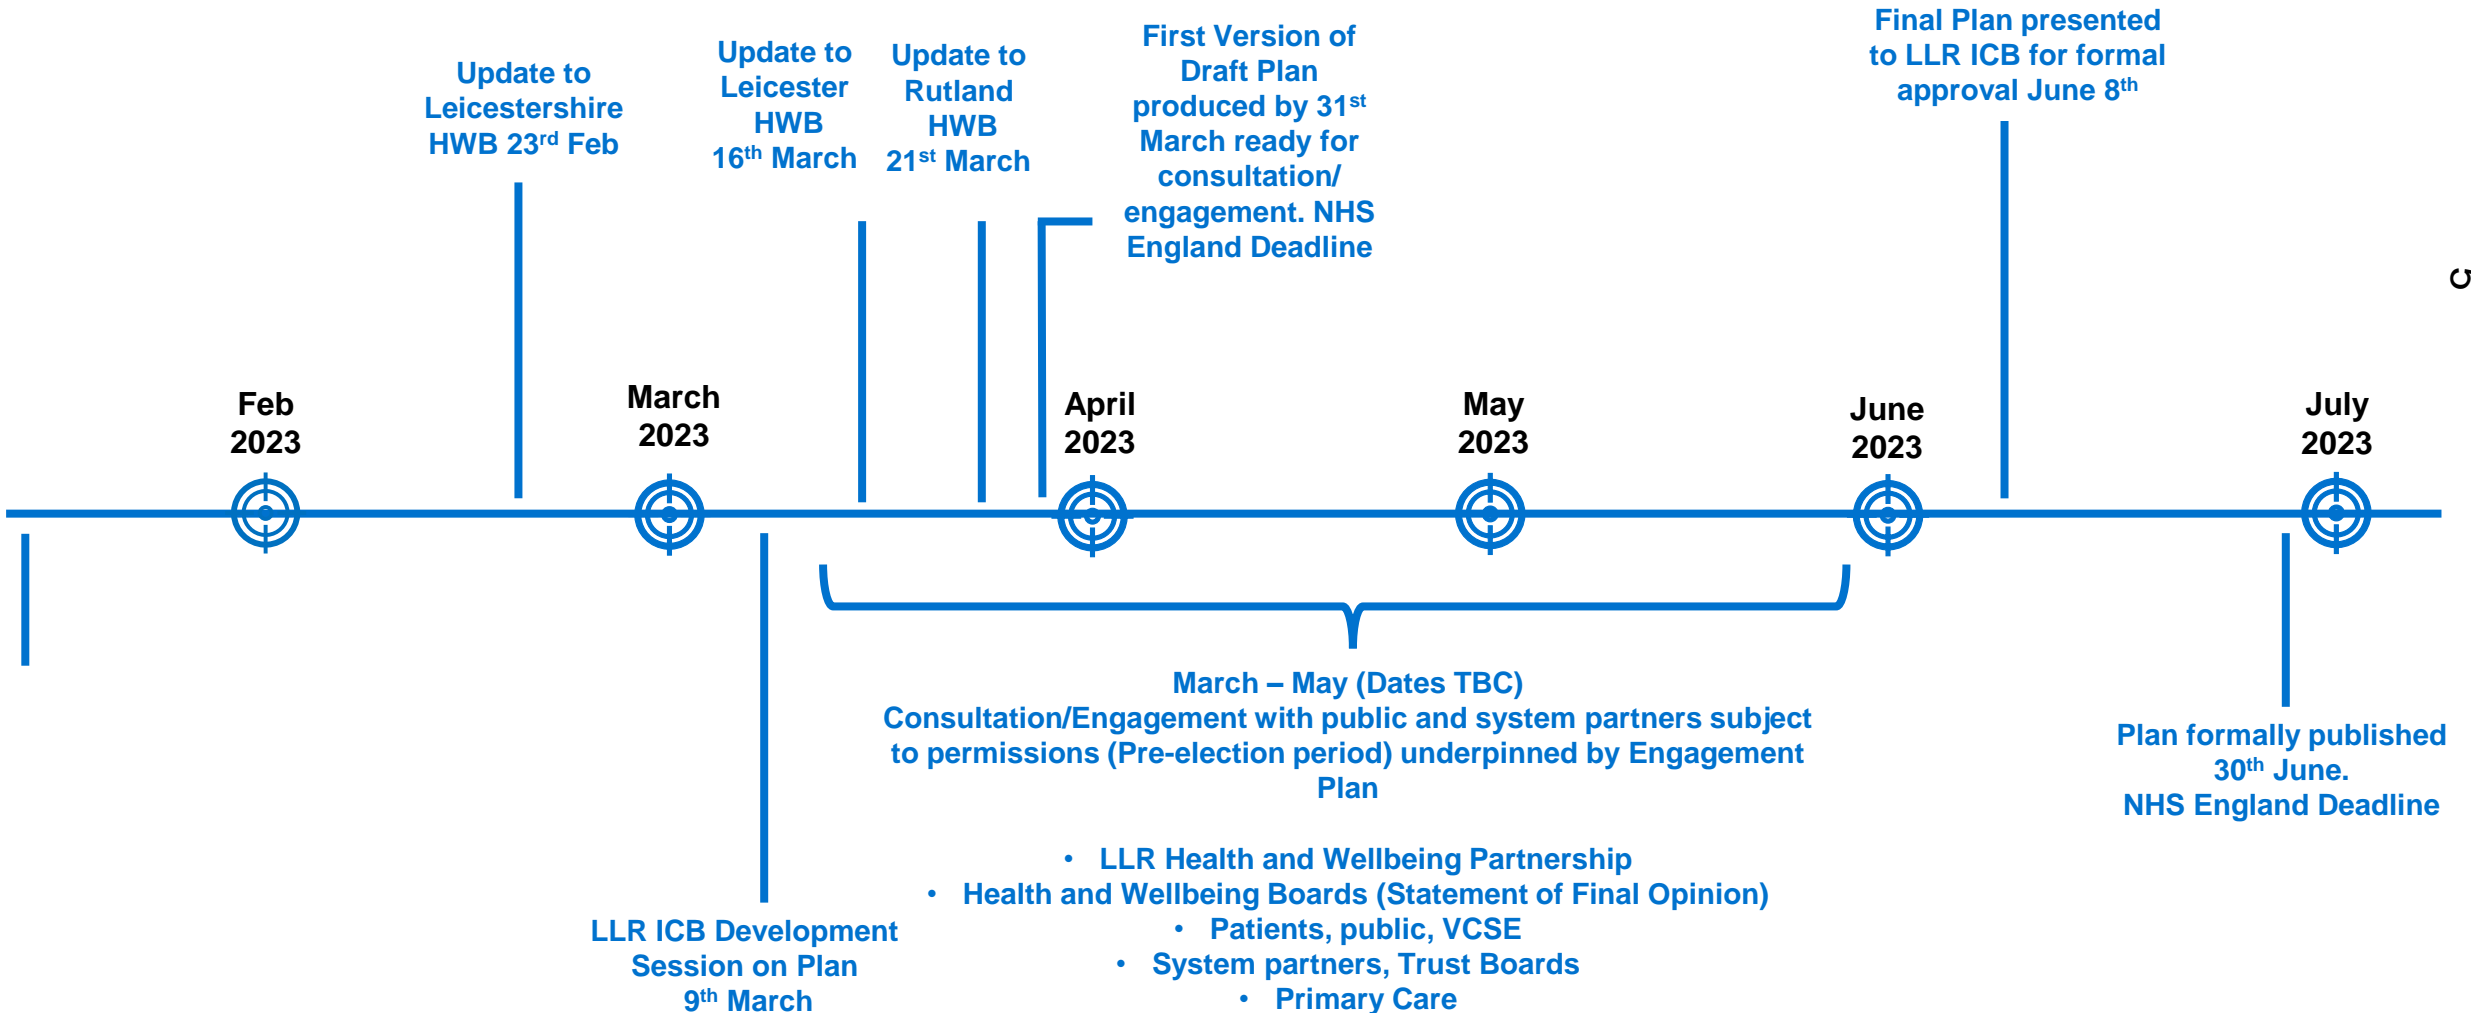 Update to
Leicestershire
HWB 23rd Feb
Update to
Leicester
HWB
16th March
Update to
Rutland
HWB
21st March
First Version of
Draft Plan
produced by 31st
March ready for
consultation/
engagement. NHS
England Deadline
Final Plan presented
to LLR ICB for formal
approval June 8th
Feb
2023
March
2023
April
2023
May
2023
June
2023
July
2023
March – May (Dates TBC)
Consultation/Engagement with public and system partners subject
to permissions (Pre-election period) underpinned by Engagement
Plan
• LLR Health and Wellbeing Partnership
• Health and Wellbeing Boards (Statement of Final Opinion)
• Patients, public, VCSE
• System partners, Trust Boards
• Primary Care
LLR ICB Development
Session on Plan
9th March
Plan formally published
30th June.
NHS England Deadline